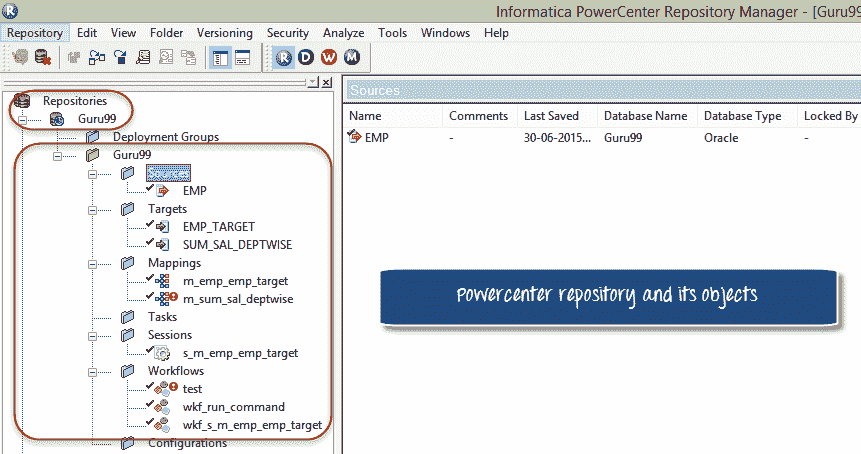 Informatica PowerCenter Repository Manager - [Guru99
Repository Edit View Folder Versioning Security Analyze Tools Windows Help
R D W M
Repositories
Guru99
Deployment Groups
Guru99
EMP
Targets
EMP_TARGET
SUM_SAL_DEPTWISE
Mappings
m_emp_emp_target
m_sum_sal_deptwise
Tasks
Sessions
s_m_emp_emp_target
Workflows
test
wkf_run_command
wkf_s_m_emp_emp_target
Configurations
Sources
Name Comments Last Saved Database Name Database Type Locked By
EMP - 30-06-2015... Guru99 Oracle -
Powercenter repository and its objects